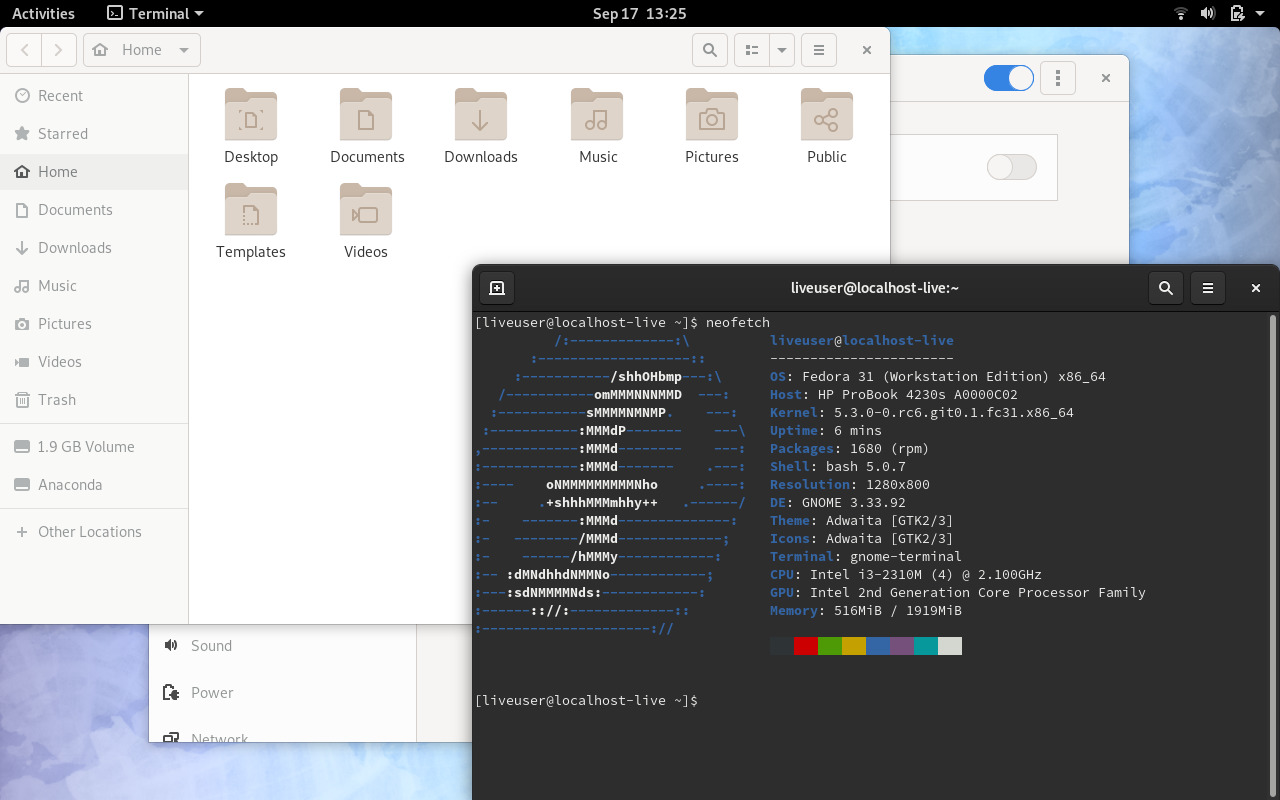 Activities
Terminal
Sep 17 13:25
Home
Recent
Starred
Home
Documents
Downloads
Music
Pictures
Videos
Trash
1.9 GB Volume
Anaconda
Other Locations
Desktop
Documents
Downloads
Music
Pictures
Public
Templates
Videos
Sound
Power
Network
liveuser@localhost-live:~
[liveuser@localhost-live ~]$ neofetch
/:-------------:\
:-------------------::
:-----------/shhOHbmp---:\
/-----------omMMMNNNMMD  ---:
:-----------sMMMMNMNMP.    ---:
:-----------:MMMdP-------    ---\
,------------:MMMd--------    ---:
:------------:MMMd-------    .---:
:----    oNMMMMMMMMMNho     .----:
:--     .+shhhMMMmhhy++   .------/
:-    -------:MMMd--------------:
:-   --------/MMMd-------------;
:-    ------/hMMMy------------:
:-- :dMNdhhdNMMNo------------;
:---:sdNMMMMNds:------------:
:------:://:-------------::
:---------------------://
liveuser@localhost-live
-----------------------
OS: Fedora 31 (Workstation Edition) x86_64
Host: HP ProBook 4230s A0000C02
Kernel: 5.3.0-0.rc6.git0.1.fc31.x86_64
Uptime: 6 mins
Packages: 1680 (rpm)
Shell: bash 5.0.7
Resolution: 1280x800
DE: GNOME 3.33.92
Theme: Adwaita [GTK2/3]
Icons: Adwaita [GTK2/3]
Terminal: gnome-terminal
CPU: Intel i3-2310M (4) @ 2.100GHz
GPU: Intel 2nd Generation Core Processor Family
Memory: 516MiB / 1919MiB
[liveuser@localhost-live ~]$